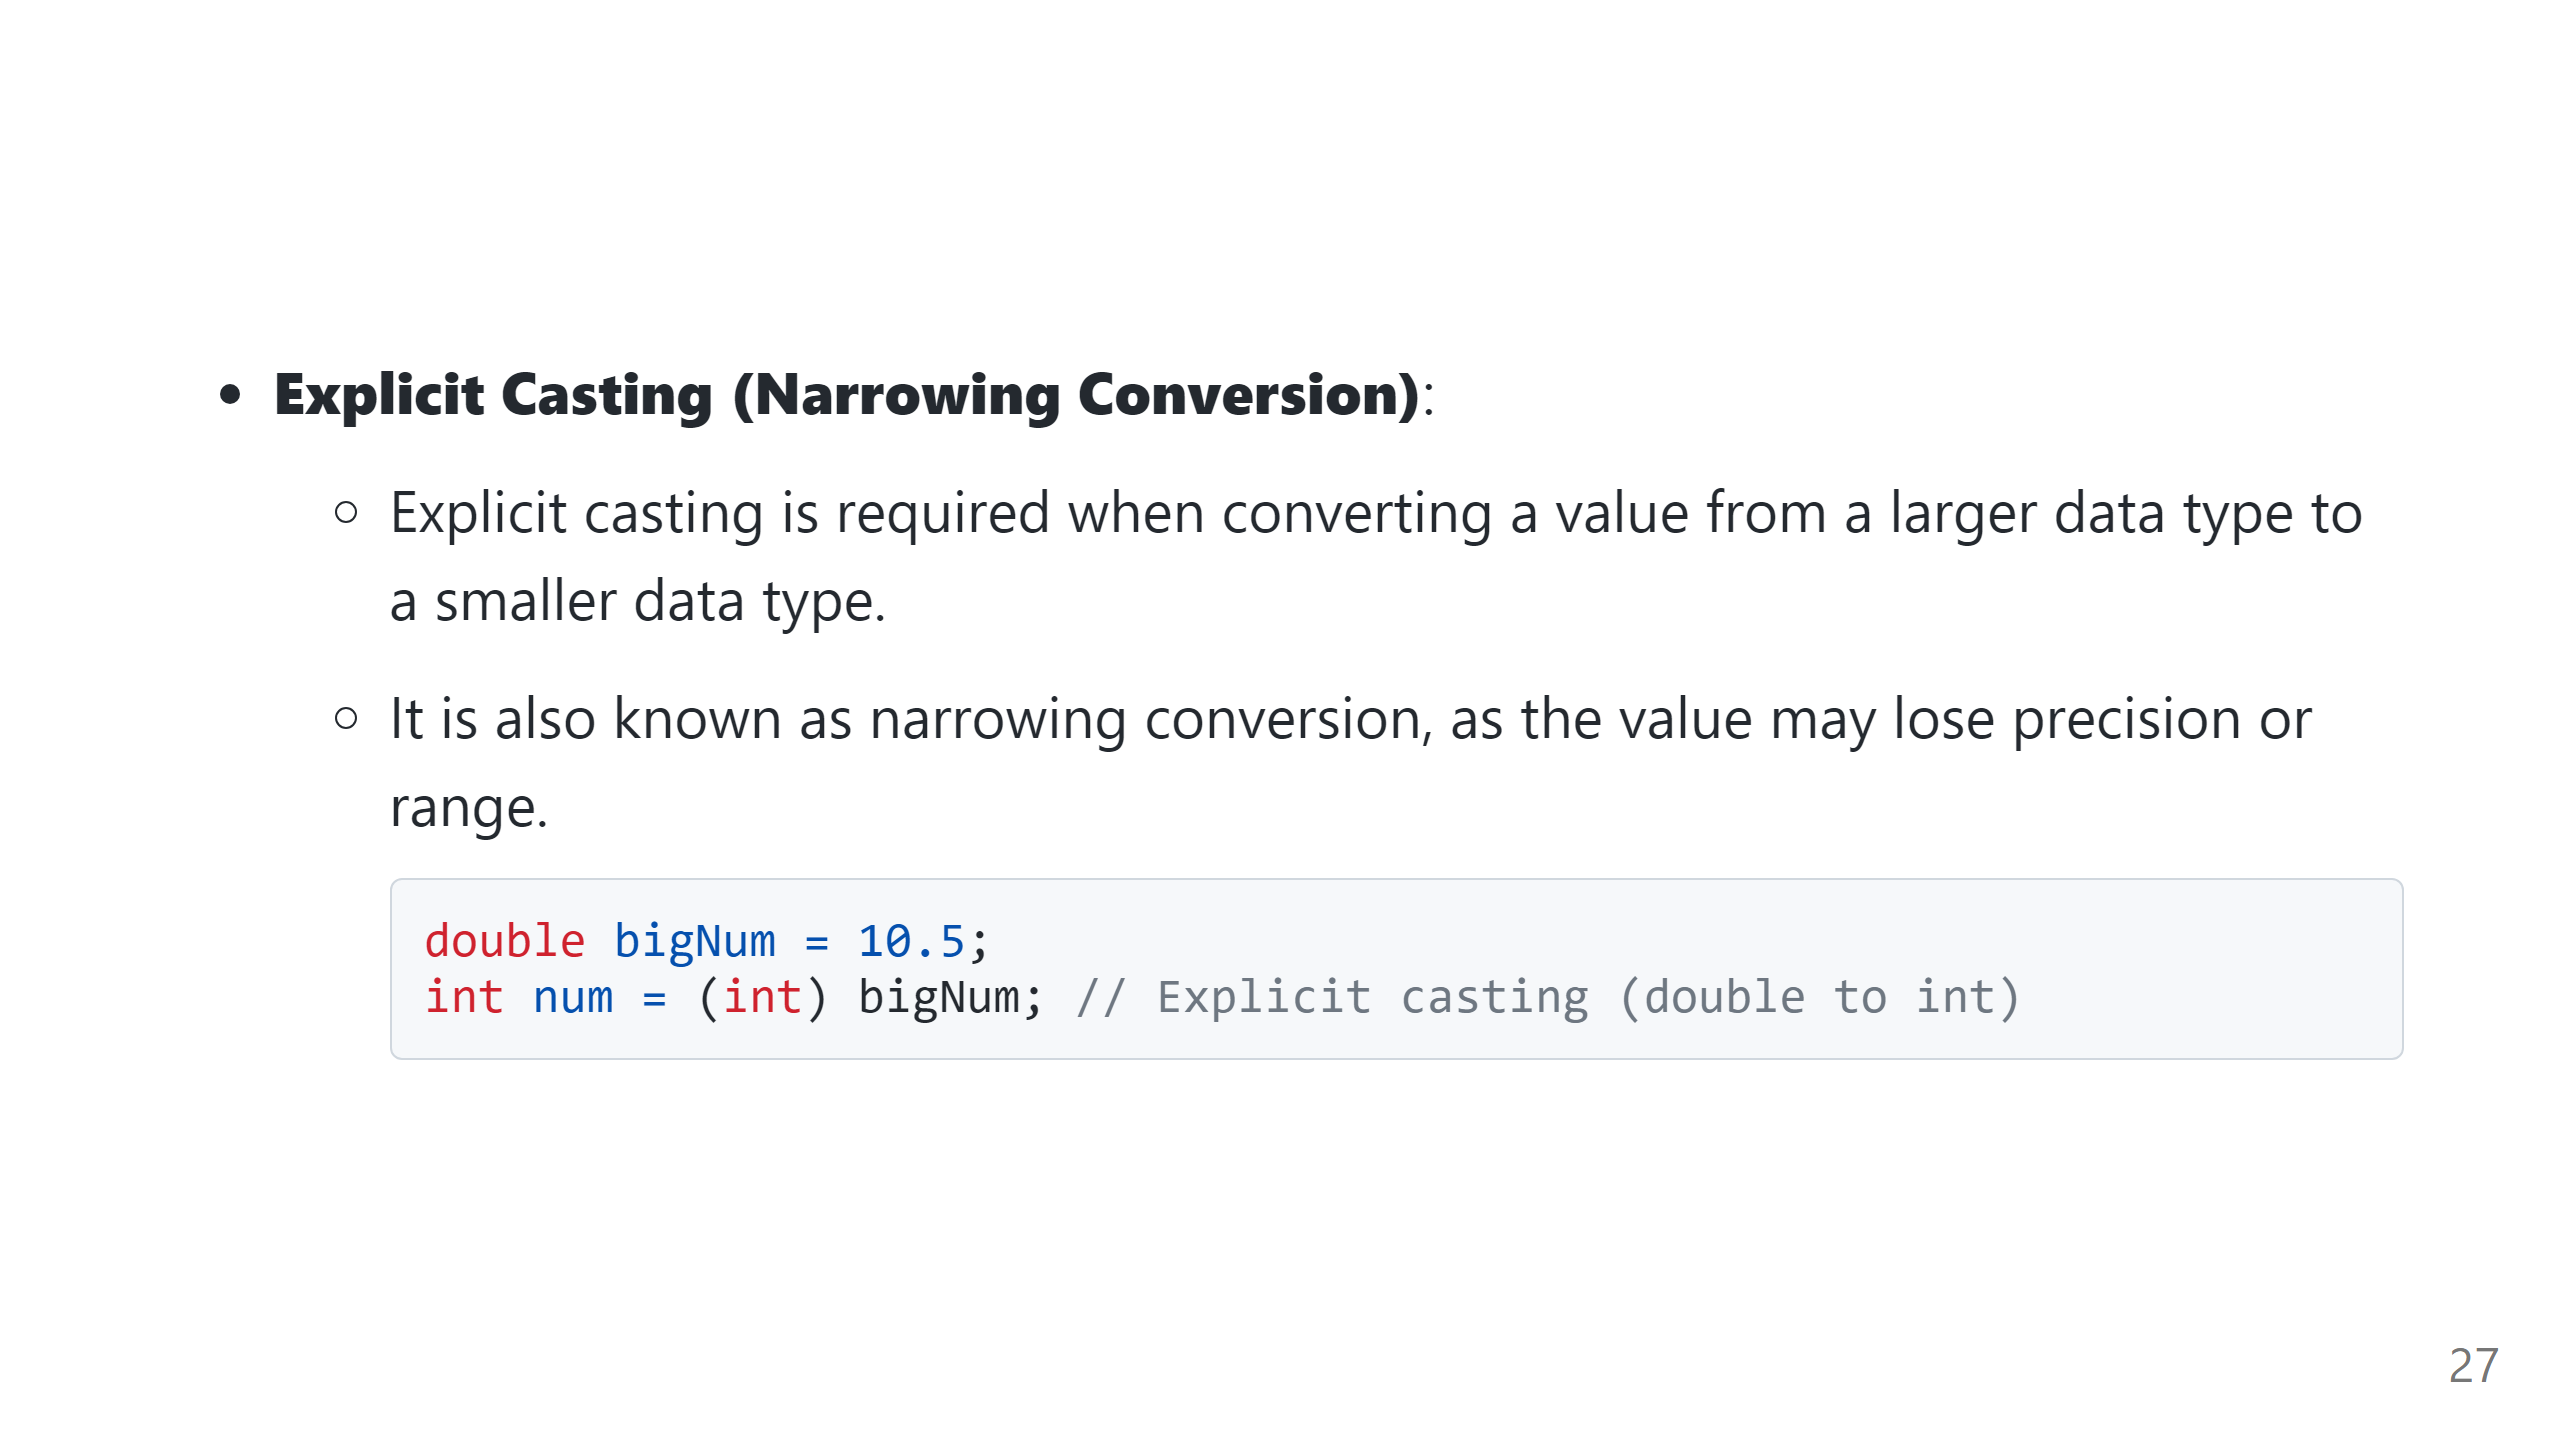 • Explicit Casting (Narrowing Conversion):
○ Explicit casting is required when converting a value from a larger data type to
a smaller data type.
○ It is also known as narrowing conversion, as the value may lose precision or
range.
double bigNum = 10.5;
int num = (int) bigNum; // Explicit casting (double to int)
27